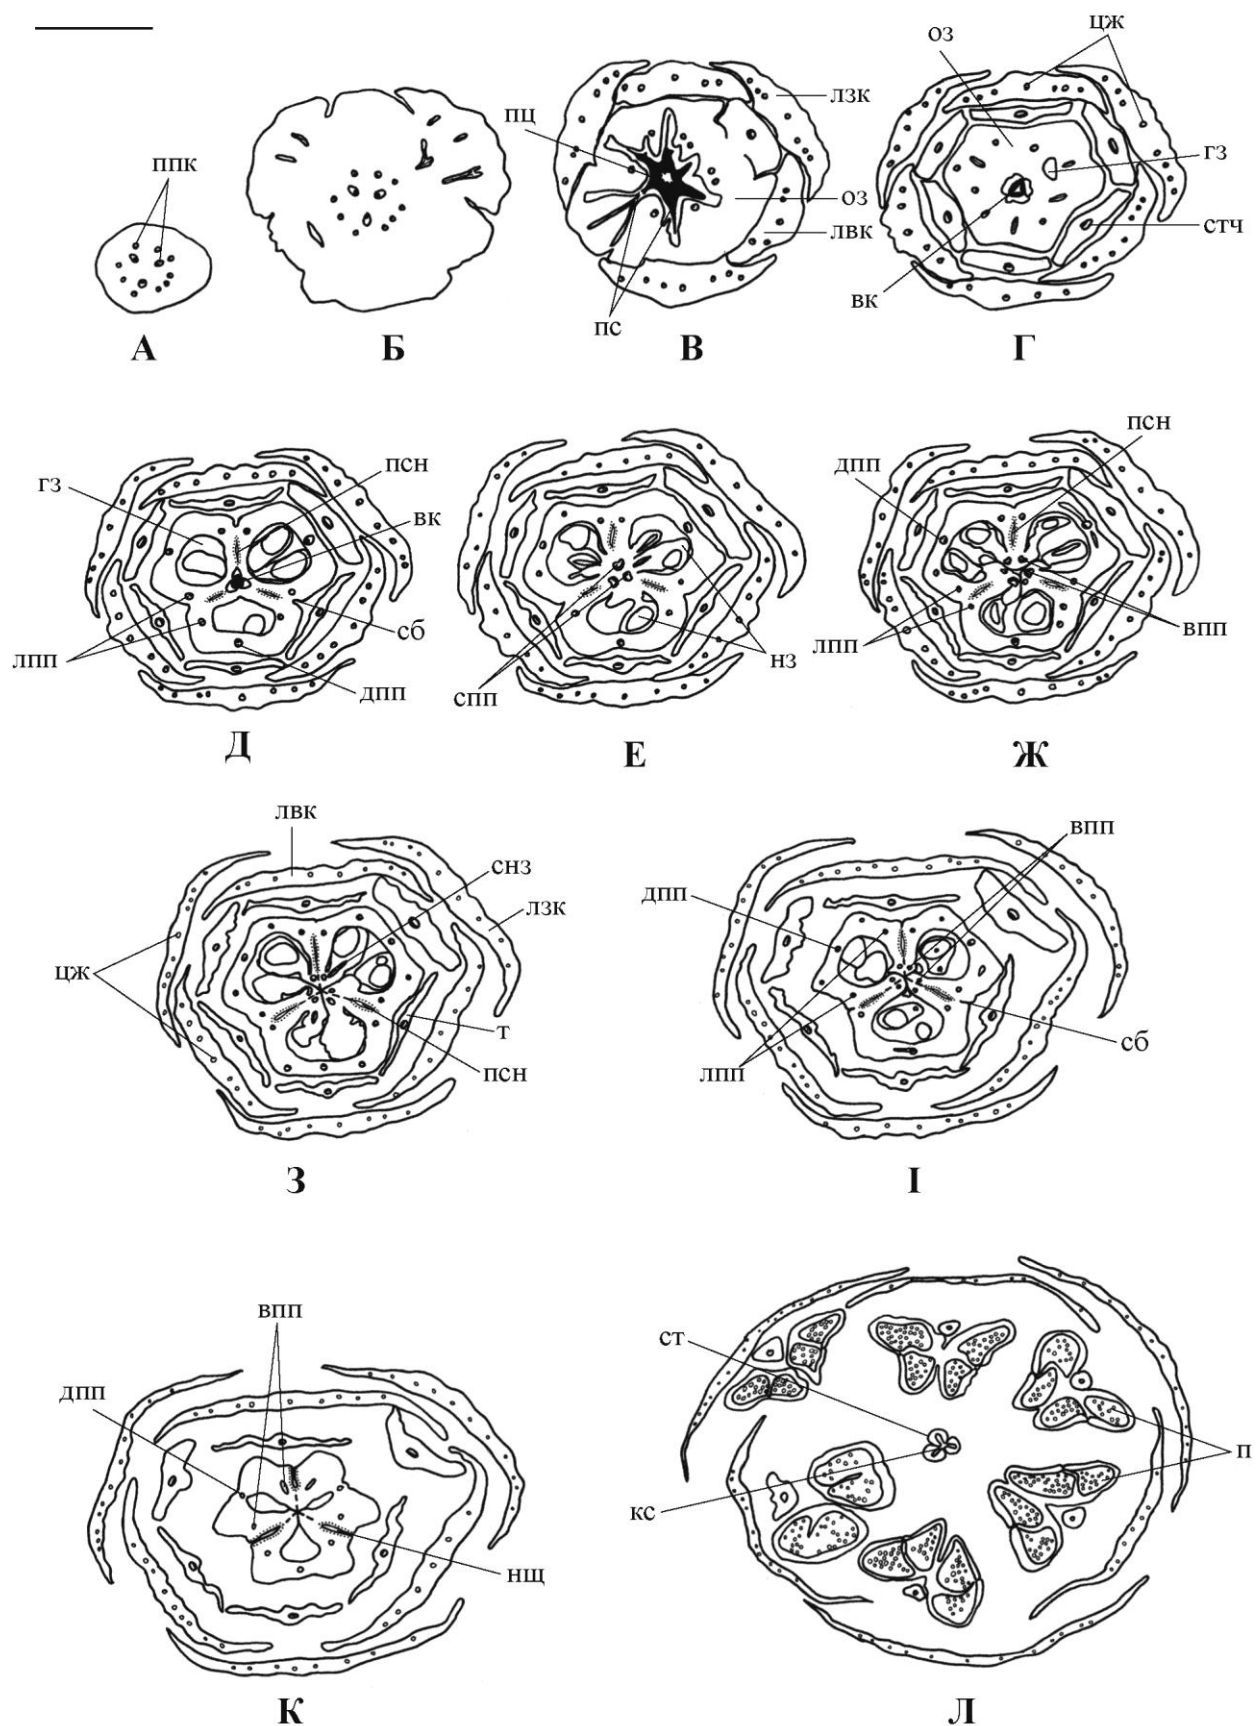 ппк
А
Б
пц
лзк
оз
лвк
пс
В
оз
цж
гз
стч
вк
Г
гз
псн
вк
сб
лпп
дпп
Д
спп
нз
Е
псн
дпп
лпп
впп
Ж
лвк
снз
лзк
цж
т
псн
З
впп
дпп
лпп
сб
І
впп
дпп
нщ
К
ст
п
кс
Л